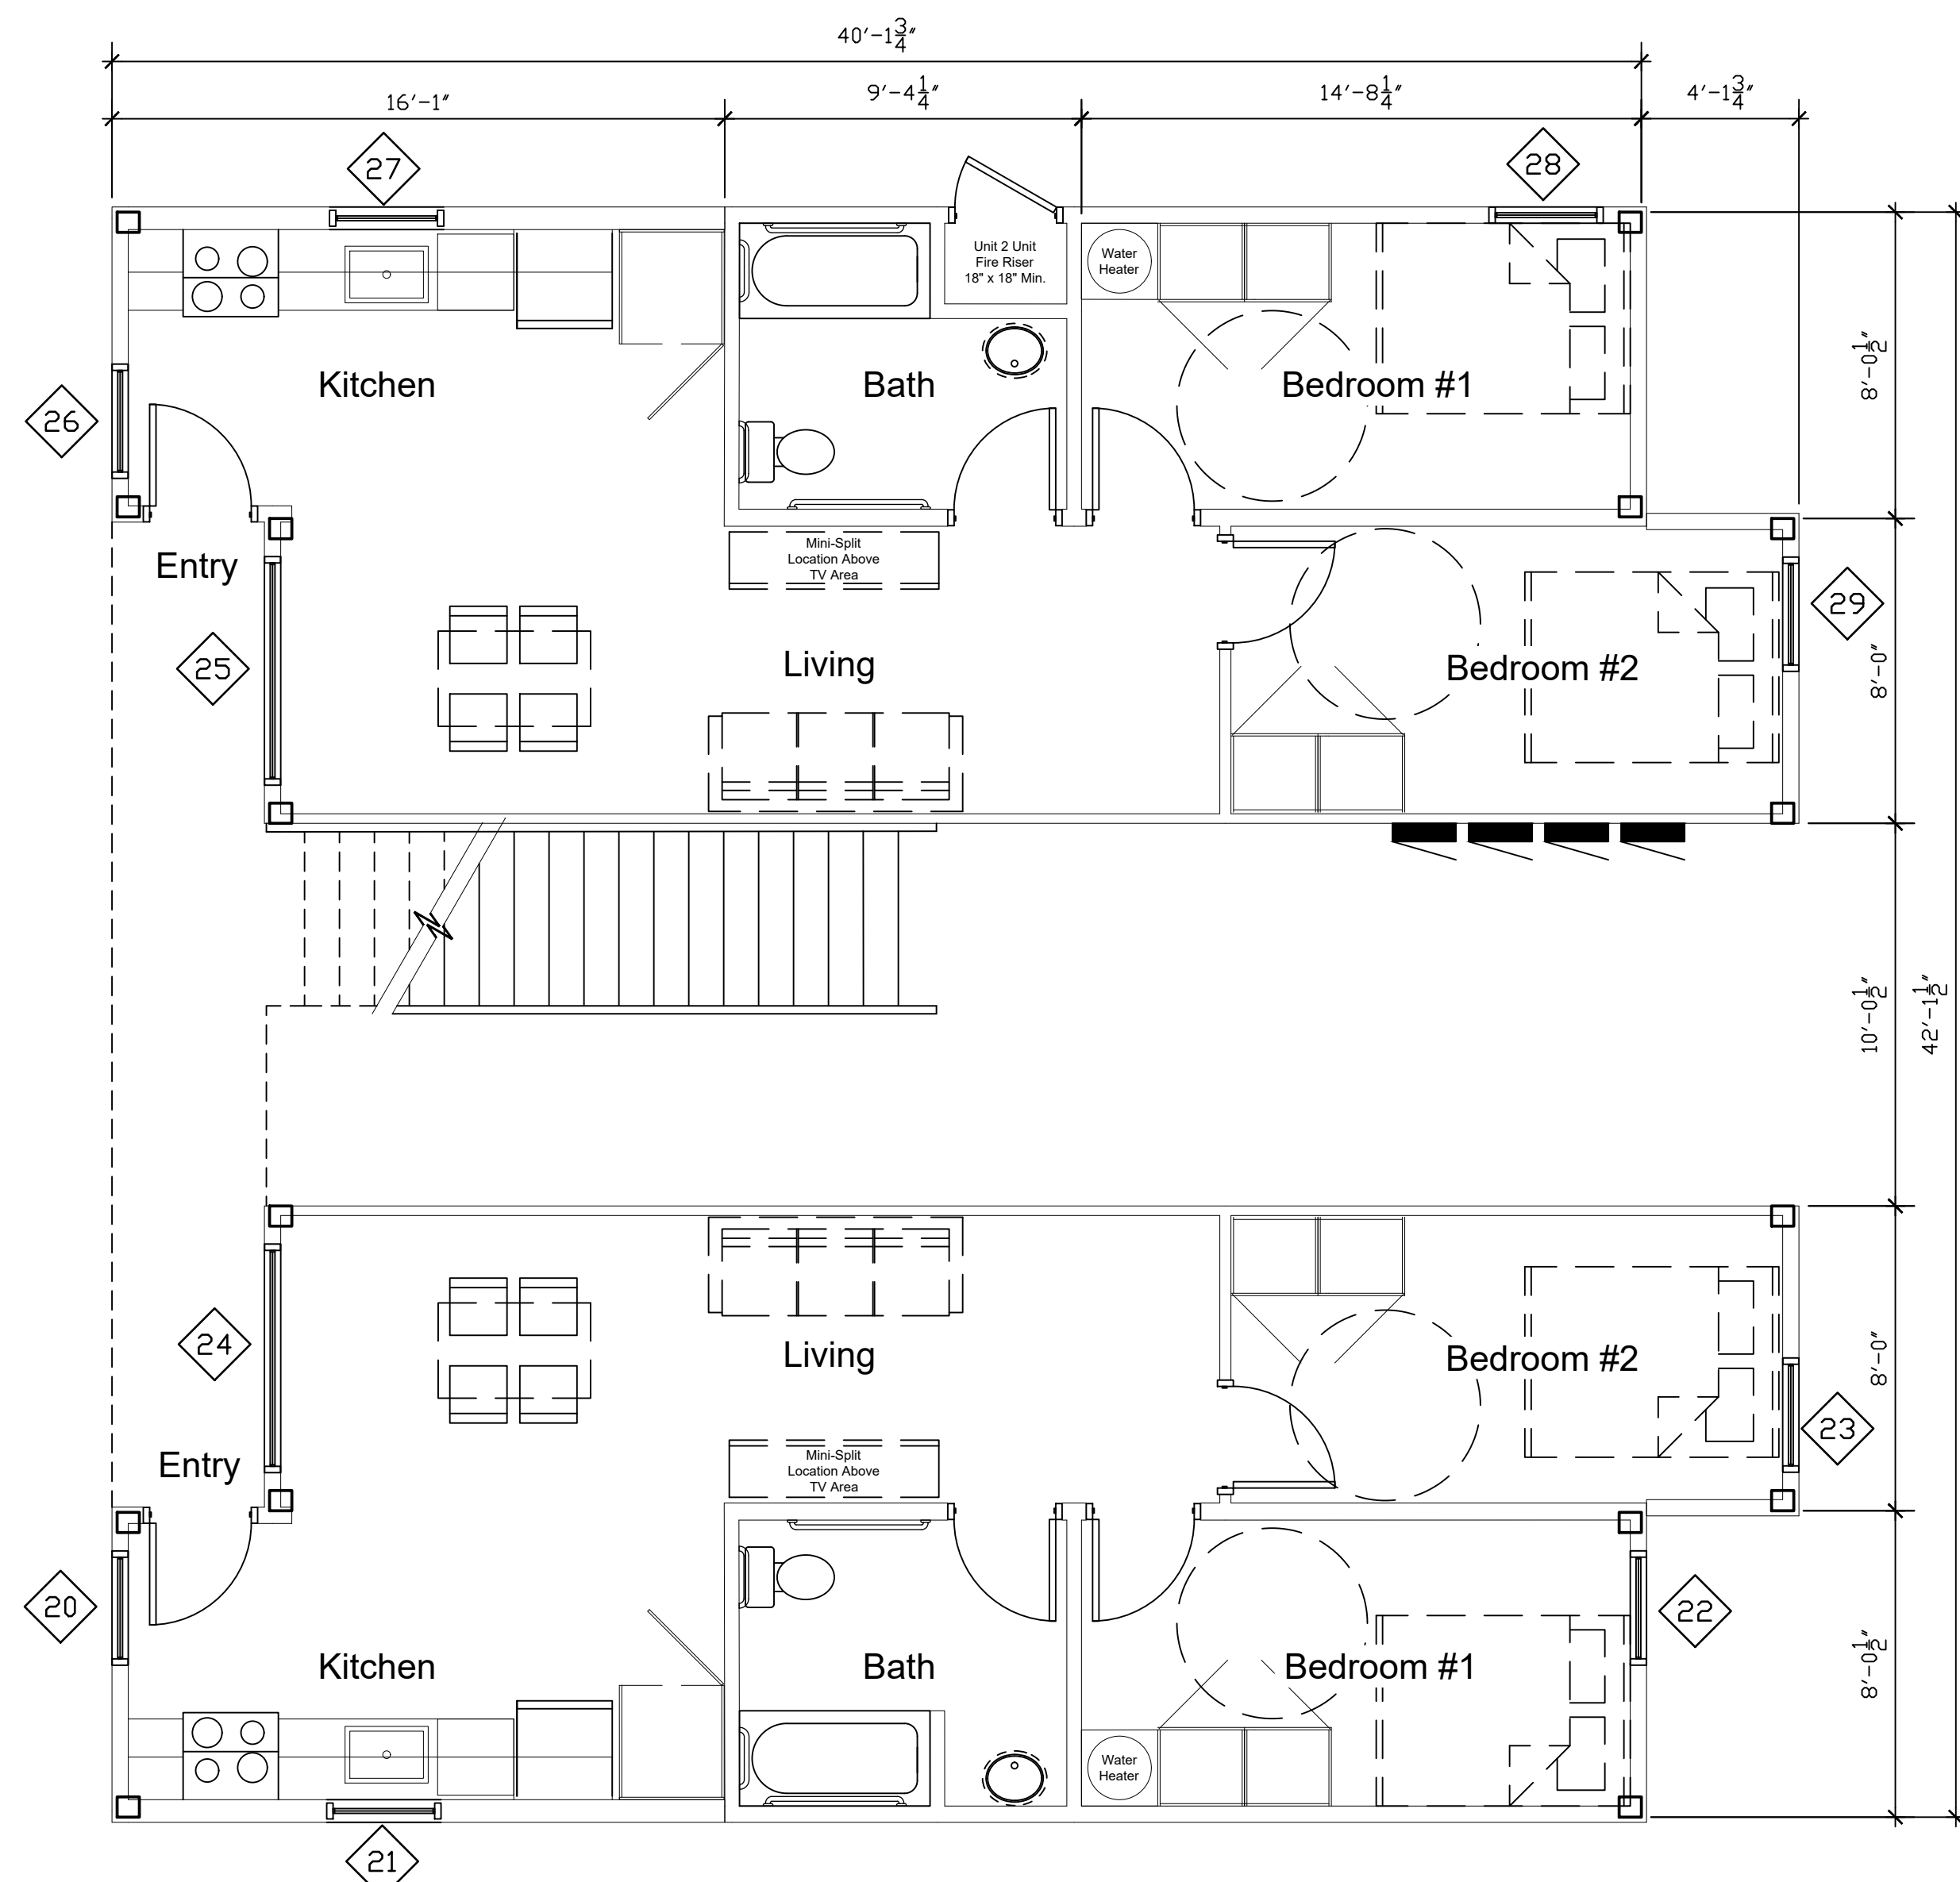 40'-1 3/4"
16'-1"
9'-4 1/4"
14'-8 1/4"
4'-1 3/4"
27
28
Unit 2 Unit
Fire Riser
18" x 18" Min.
Water
Heater
Kitchen
Bath
Bedroom #1
8'-0 1/2"
26
Entry
Mini-Split
Location Above
TV Area
29
25
Living
Bedroom #2
8'-0"
10'-0 1/2"
42'-1 1/2"
24
Living
Bedroom #2
8'-0"
23
Entry
Mini-Split
Location Above
TV Area
20
22
Kitchen
Bath
Bedroom #1
8'-0 1/2"
Water
Heater
21